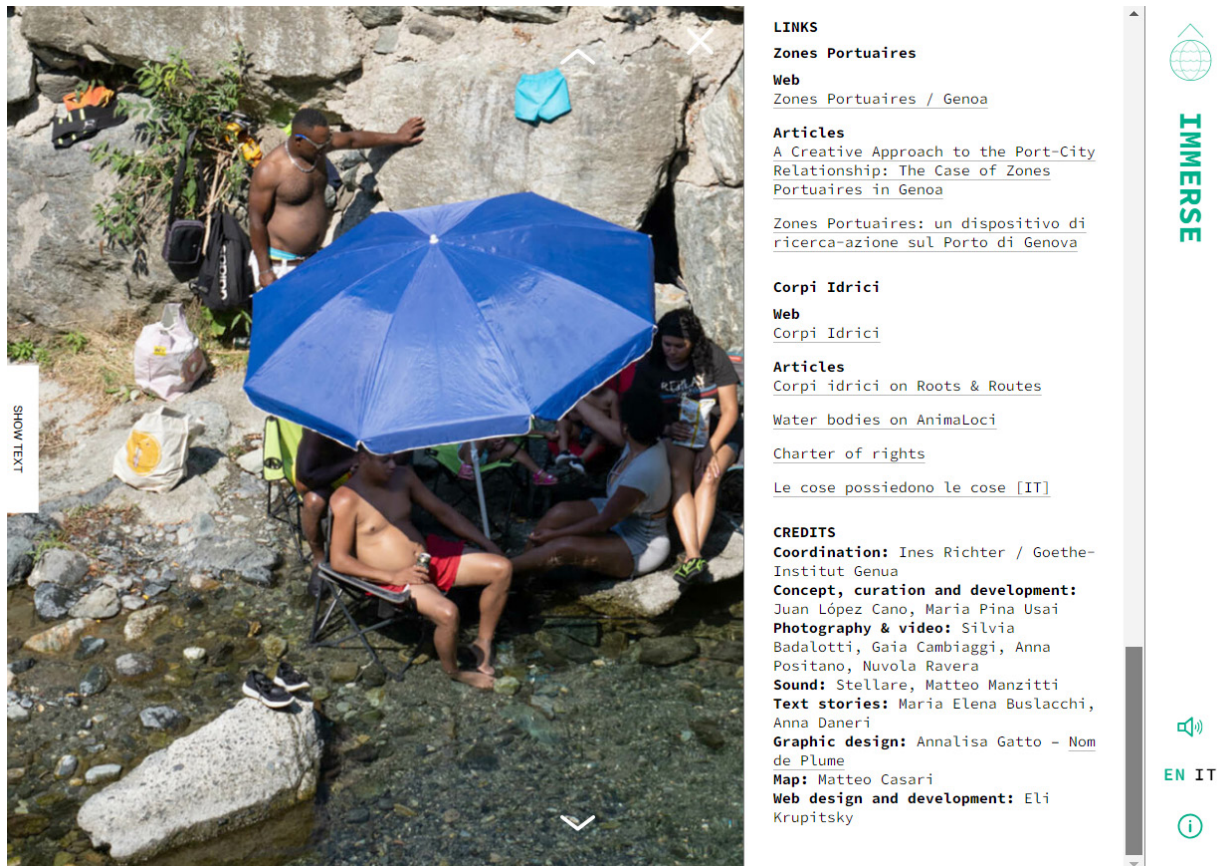 SHOW TEXT
adidas
LINKS
Zones Portuaires
Web
Zones Portuaires / Genoa
Articles
A Creative Approach to the Port-City
Relationship: The Case of Zones
Portuaires in Genoa
Zones Portuaires: un dispositivo di
ricerca-azione sul Porto di Genova
Corpi Idrici
Web
Corpi Idrici
Articles
Corpi idrici on Roots & Routes
Water bodies on AnimaLoci
Charter of rights
Le cose possiedono le cose [IT]
CREDITS
Coordination: Ines Richter / Goethe-
Institut Genua
Concept, curation and development:
Juan López Cano, Maria Pina Usai
Photography & video: Silvia
Badalotti, Gaia Cambiaggi, Anna
Positano, Nuvola Ravera
Sound: Stellare, Matteo Manzitti
Text stories: Maria Elena Buslacchi,
Anna Daneri
Graphic design: Annalisa Gatto – Nom
de Plume
Map: Matteo Casari
Web design and development: Eli
Krupitsky
IMMERSE
EN IT